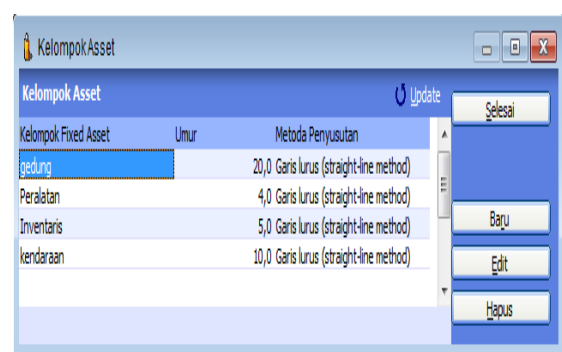 Kelompok Asset
Kelompok Asset
Update
Selesai
Kelompok Fixed Asset Umur Metoda Penyusutan
gedung 20,0 Garis lurus (straight-line method)
Peralatan 4,0 Garis lurus (straight-line method)
Inventaris 5,0 Garis lurus (straight-line method)
kendaraan 10,0 Garis lurus (straight-line method)
Baru
Edit
Hapus